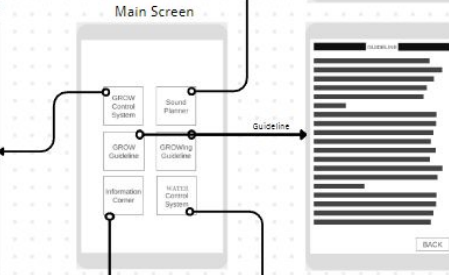 Main Screen
GROW
Control
System
Sound
Planner
GROW
Guideline
GROWing
Guideline
Guideline
Information
Corner
WATER
Control
System
GUIDELINE
BACK